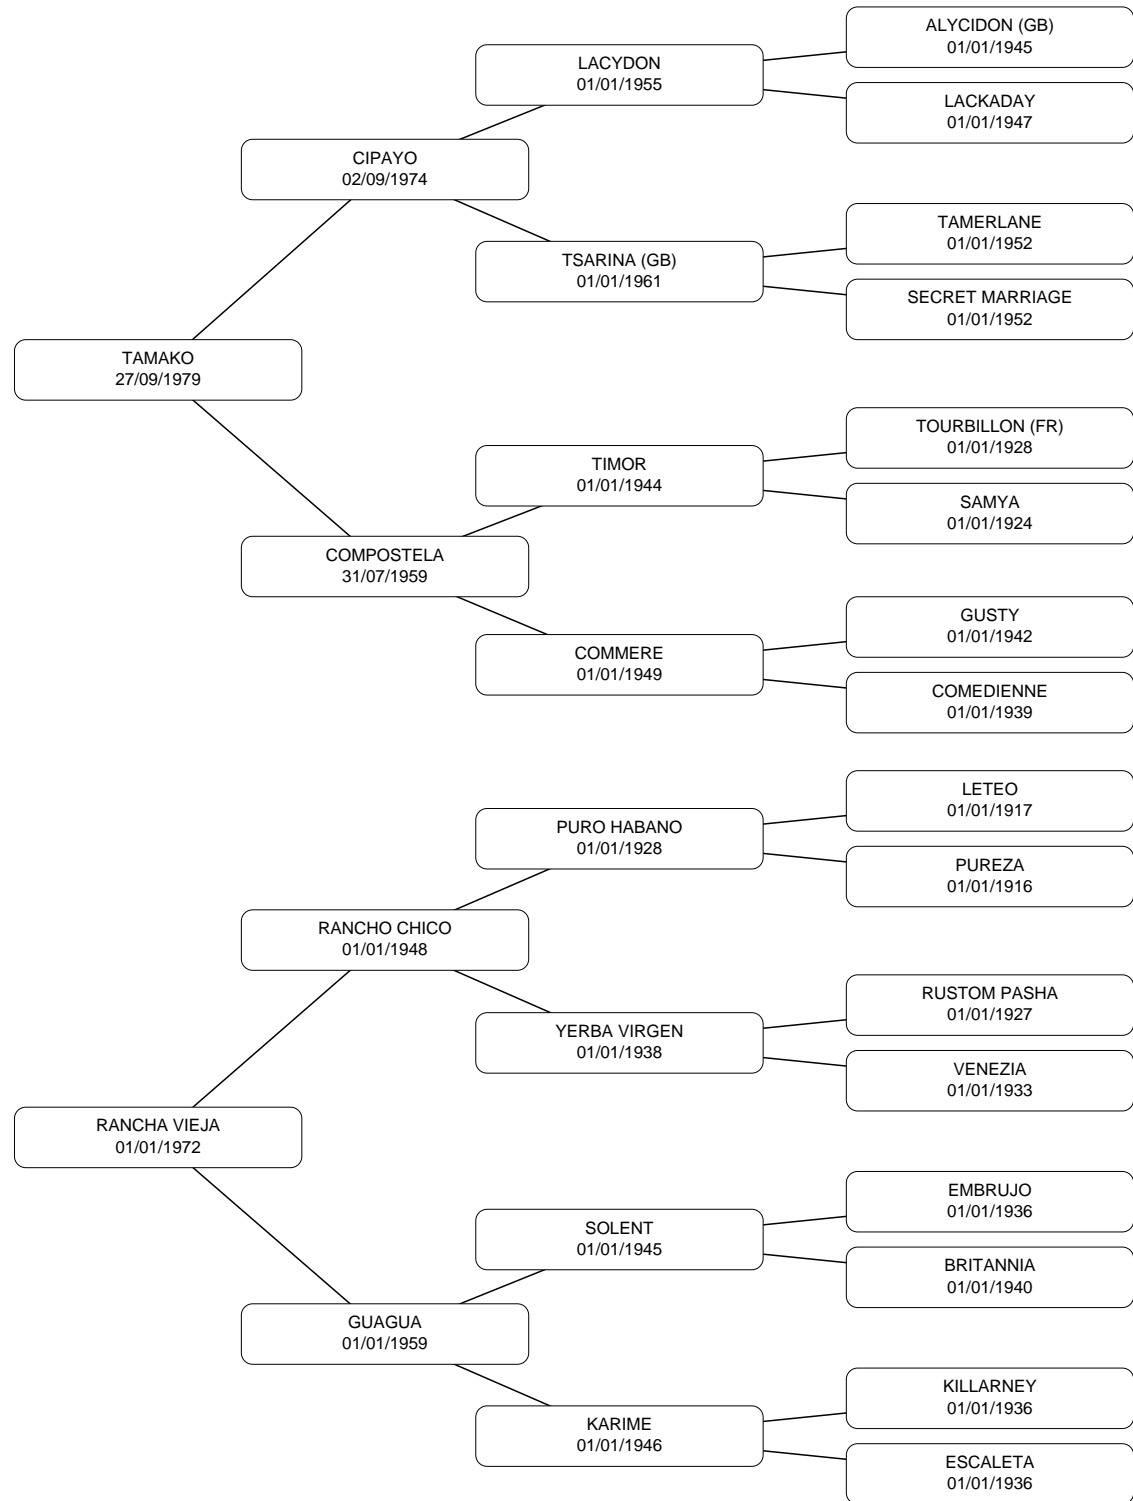 ALYCIDON (GB)
01/01/1945
LACYDON
01/01/1955
LACKADAY
01/01/1947
CIPAYO
02/09/1974
TAMERLANE
01/01/1952
TSARINA (GB)
01/01/1961
SECRET MARRIAGE
01/01/1952
TAMAKO
27/09/1979
TOURBILLON (FR)
01/01/1928
TIMOR
01/01/1944
SAMYA
01/01/1924
COMPOSTELA
31/07/1959
GUSTY
01/01/1942
COMMERE
01/01/1949
COMEDIENNE
01/01/1939
LETEO
01/01/1917
PURO HABANO
01/01/1928
PUREZA
01/01/1916
RANCHO CHICO
01/01/1948
RUSTOM PASHA
01/01/1927
YERBA VIRGEN
01/01/1938
VENEZIA
01/01/1933
RANCHA VIEJA
01/01/1972
EMBRUJO
01/01/1936
SOLENT
01/01/1945
BRITANNIA
01/01/1940
GUAGUA
01/01/1959
KILLARNEY
01/01/1936
KARIME
01/01/1946
ESCALETA
01/01/1936